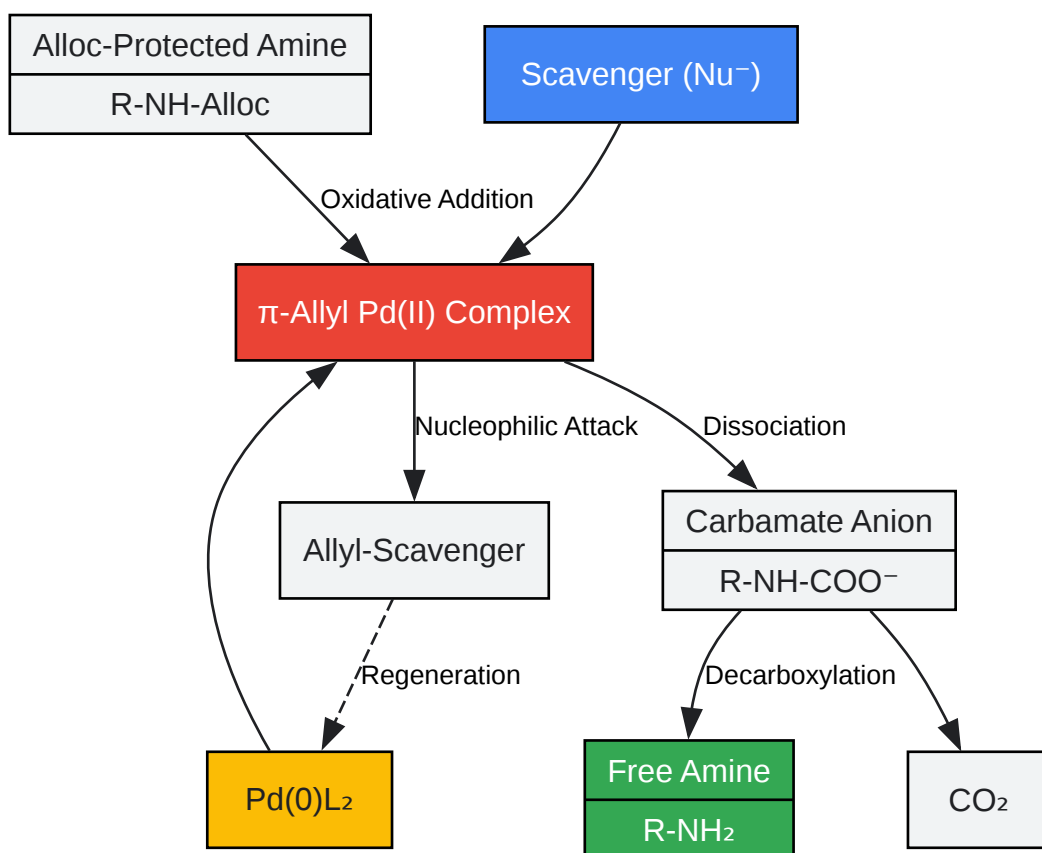 Alloc-Protected Amine
R-NH-Alloc
Scavenger (Nu⁻)
Oxidative Addition
π-Allyl Pd(II) Complex
Nucleophilic Attack
Dissociation
Allyl-Scavenger
Carbamate Anion
R-NH-COO⁻
Regeneration
Decarboxylation
Pd(0)L₂
Free Amine
R-NH₂
CO₂